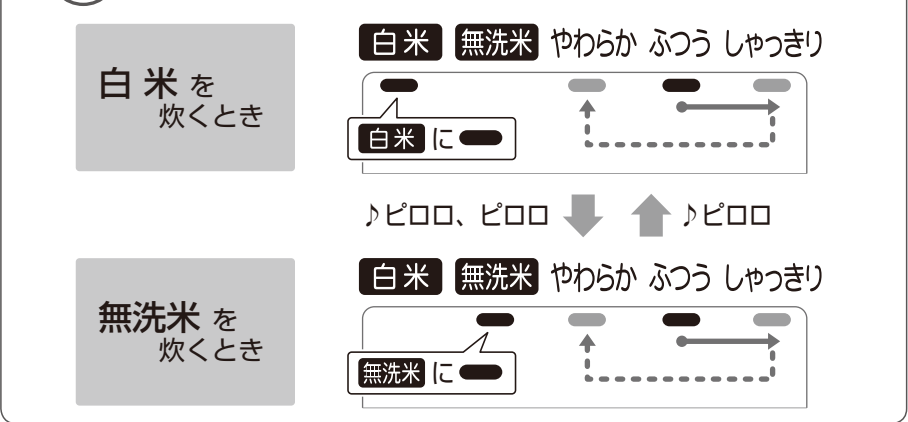 白米を
炊くとき
白米 無洗米 やわらか ふつう しゃっきり
白米に
♪ピロロ、ピロロ
♪ピロロ
無洗米を
炊くとき
白米 無洗米 やわらか ふつう しゃっきり
無洗米に